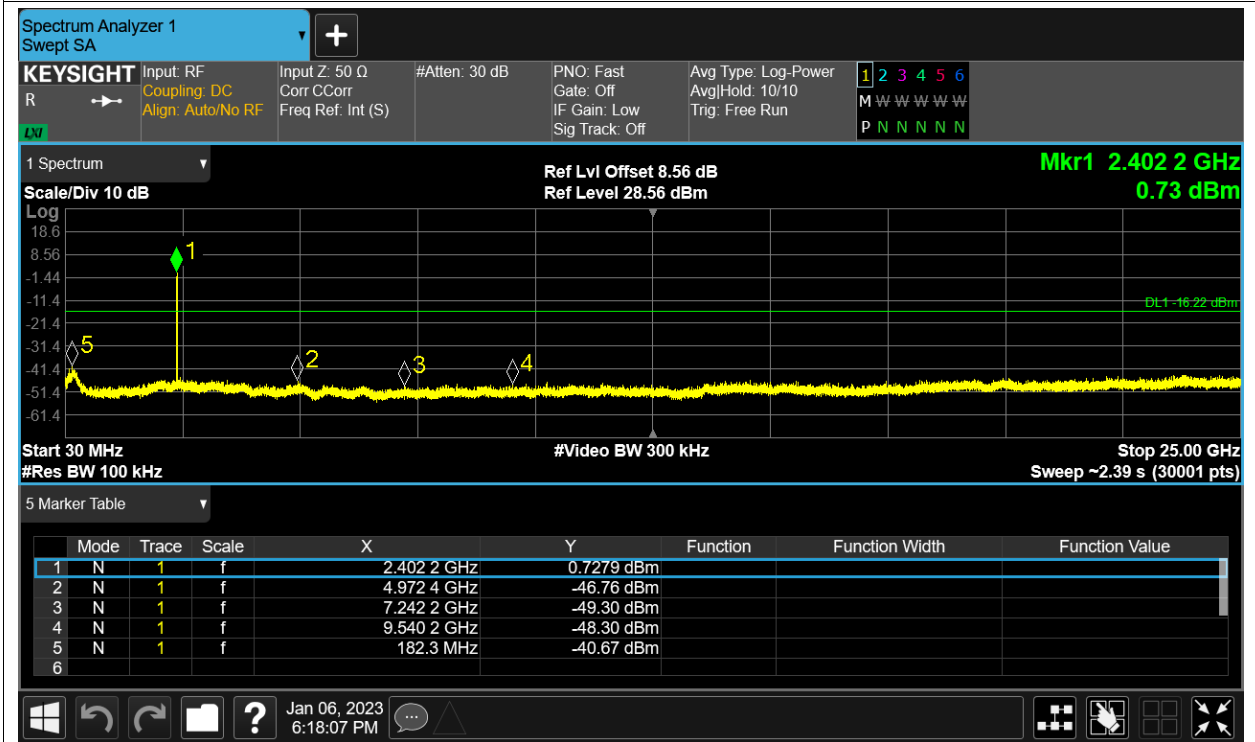 Spectrum Analyzer 1
Swept SA
KEYSIGHT
R
LXI
Input: RF
Coupling: DC
Align: Auto/No RF
Input Z: 50 Ω
Corr CCorr
Freq Ref: Int (S)
#Atten: 30 dB
PNO: Fast
Gate: Off
IF Gain: Low
Sig Track: Off
Avg Type: Log-Power
Avg|Hold: 10/10
Trig: Free Run
1 2 3 4 5 6
M W W W W W
P N N N N N
1 Spectrum
Scale/Div 10 dB
Ref Lvl Offset 8.56 dB
Ref Level 28.56 dBm
Mkr1 2.402 2 GHz
0.73 dBm
Log
18.6
8.56
-1.44
-11.4
-21.4
-31.4
-41.4
-51.4
-61.4
1
DL1 -16.22 dBm
5
2
3
4
Start 30 MHz
#Video BW 300 kHz
Stop 25.00 GHz
#Res BW 100 kHz
Sweep ~2.39 s (30001 pts)
5 Marker Table
Mode Trace Scale X Y Function Function Width Function Value
1 N 1 f 2.402 2 GHz 0.7279 dBm
2 N 1 f 4.972 4 GHz -46.76 dBm
3 N 1 f 7.242 2 GHz -49.30 dBm
4 N 1 f 9.540 2 GHz -48.30 dBm
5 N 1 f 182.3 MHz -40.67 dBm
6
?
Jan 06, 2023
6:18:07 PM